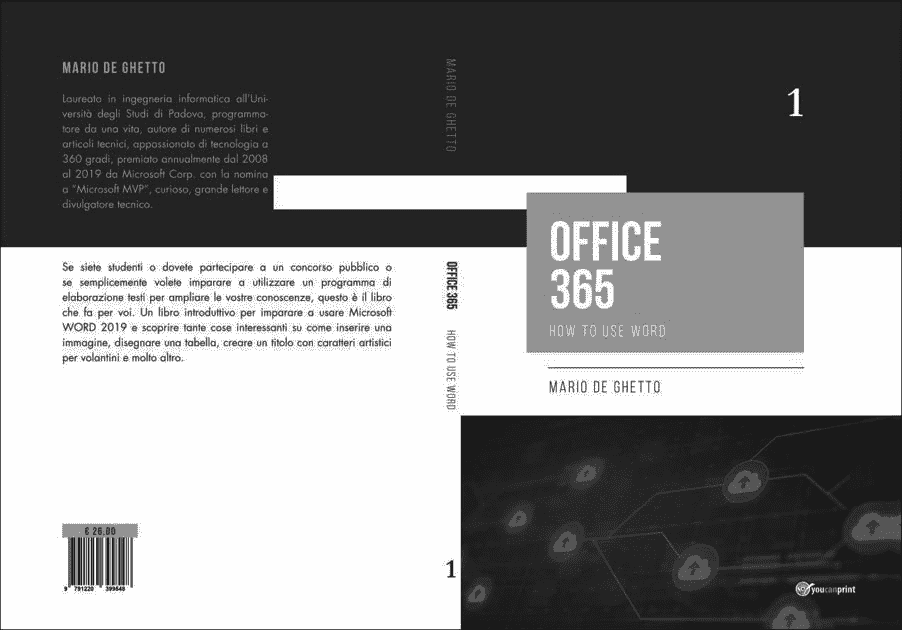 MARIO DE GHETTO
Laureato in ingegneria informatica all'Uni-
versità degli Studi di Padova, programma-
tore da una vita, autore di numerosi libri e
articoli tecnici, appassionato di tecnologia a
360 gradi, premiato annualmente dal 2008
al 2019 da Microsoft Corp. con la nomina
a "Microsoft MVP", curioso, grande lettore e
divulgatore tecnico.
Se siete studenti o dovete partecipare a un concorso pubblico o
se semplicemente volete imparare a utilizzare un programma di
elaborazione testi per ampliare le vostre conoscenze, questo è il libro
che fa per voi. Un libro introduttivo per imparare a usare Microsoft
WORD 2019 e scoprire tante cose interessanti su come inserire una
immagine, disegnare una tabella, creare un titolo con caratteri artistici
per volantini e molto altro.
€ 26,00
9 791220 399648
MARIO DE GHETTO
OFFICE 365
HOW TO USE WORD
1
1
OFFICE
365
HOW TO USE WORD
MARIO DE GHETTO
youcanprint